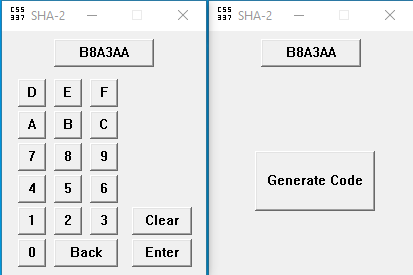 CSS 337 SHA-2
B8A3AA
D E F
A B C
7 8 9
4 5 6
1 2 3 Clear
0 Back Enter
CSS 337 SHA-2
B8A3AA
Generate Code